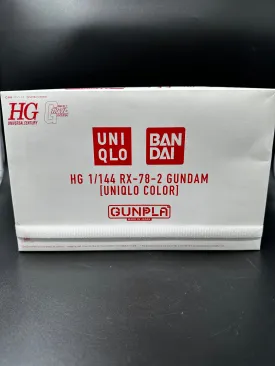 HG
UNIVERSAL CENTURY
UNI
QLO
BAN
DAI
HG 1/144 RX-78-2 GUNDAM
[UNIQLO COLOR]
GUNPLA